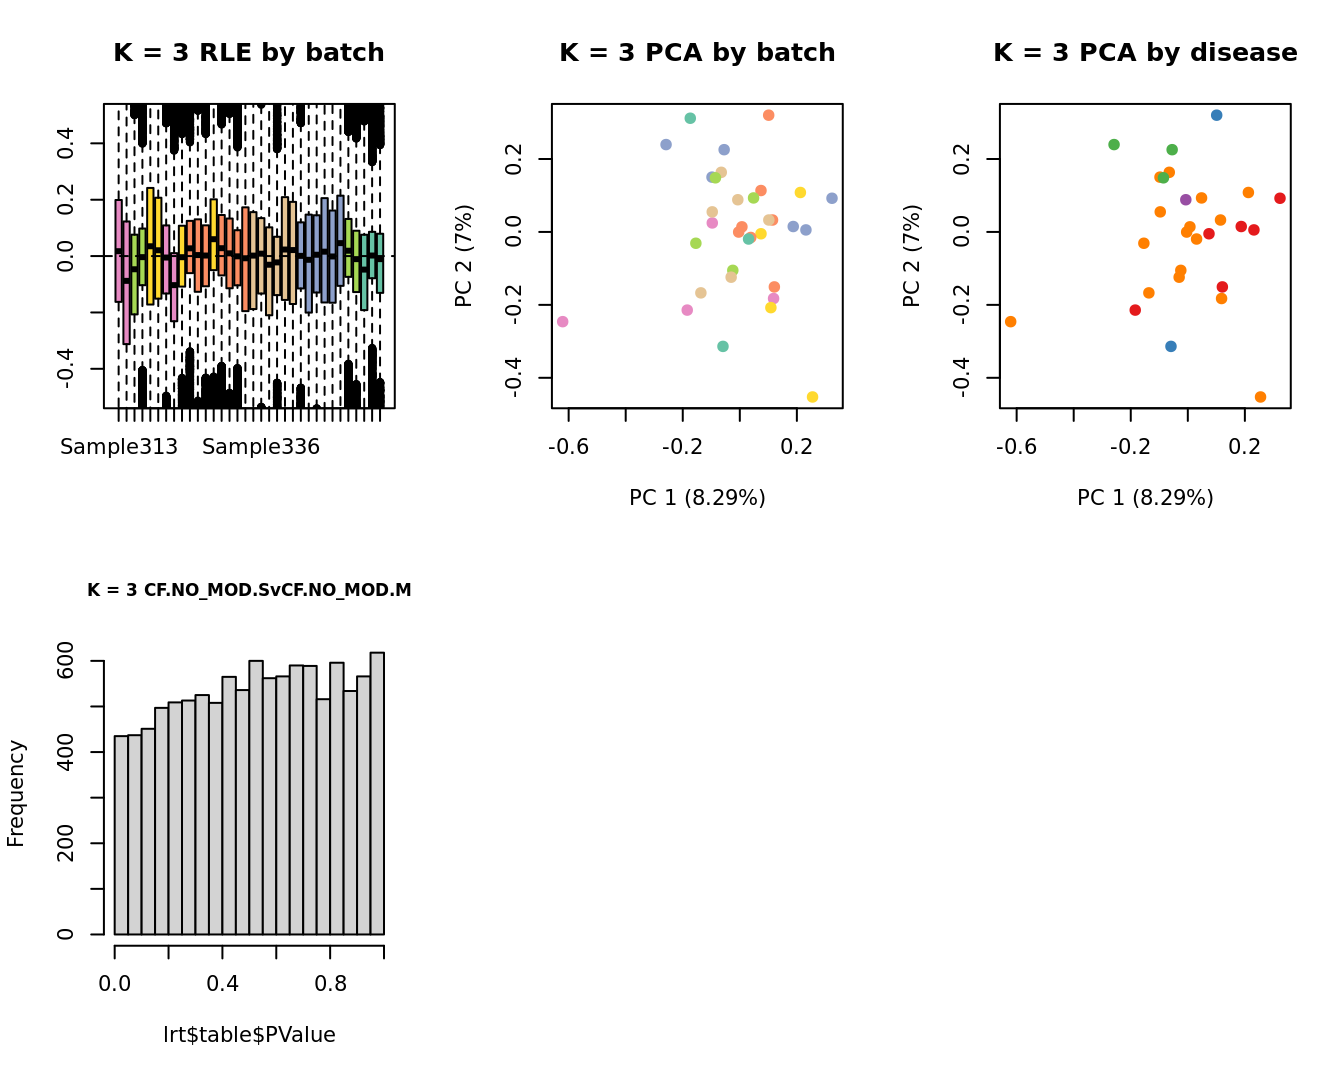 K = 3 RLE by batch
0.4
0.2
0.0
-0.4
Sample313 Sample336
K = 3 PCA by batch
PC 2 (7%)
0.2
0.0
-0.2
-0.4
-0.6 -0.2 0.2
PC 1 (8.29%)
K = 3 PCA by disease
PC 2 (7%)
0.2
0.0
-0.2
-0.4
-0.6 -0.2 0.2
PC 1 (8.29%)
K = 3 CF.NO_MOD.SvCF.NO_MOD.M
Frequency
600
400
200
0
0.0 0.4 0.8
lrt$table$PValue